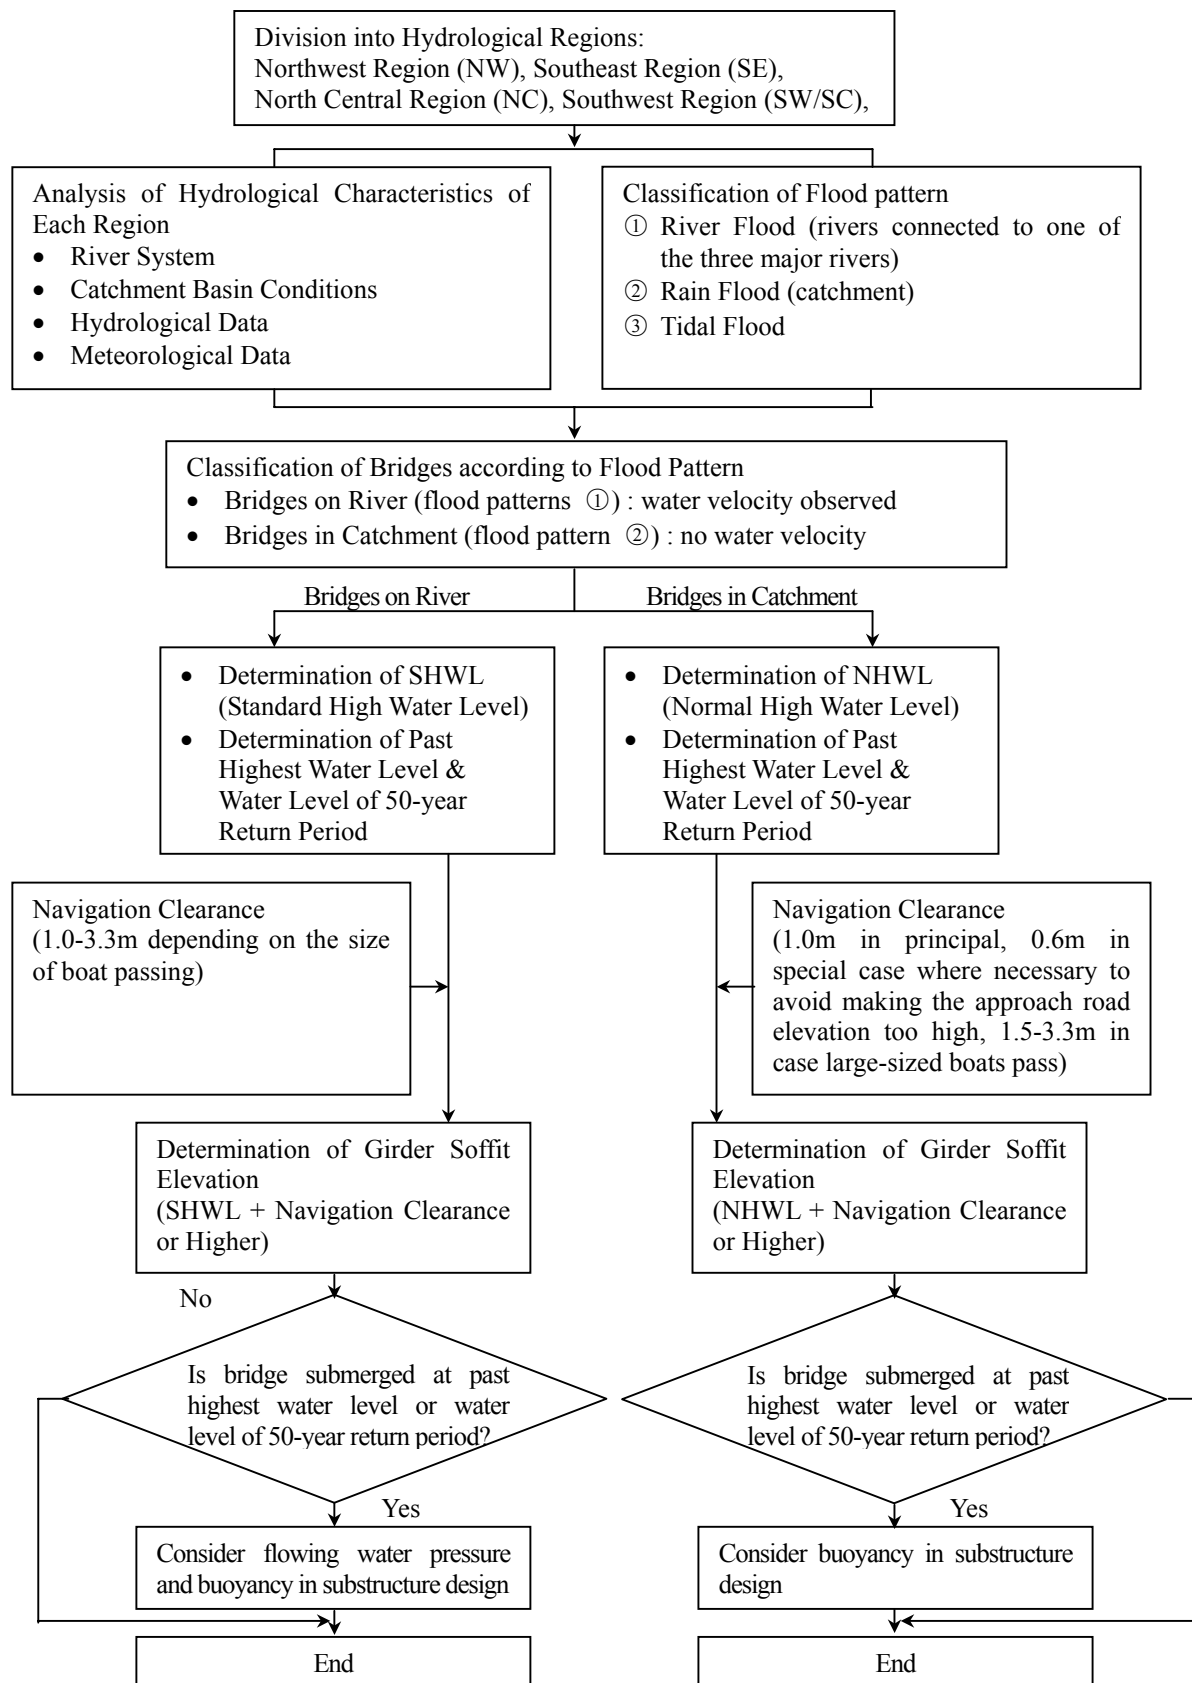 Division into Hydrological Regions:
Northwest Region (NW), Southeast Region (SE),
North Central Region (NC), Southwest Region (SW/SC),
Analysis of Hydrological Characteristics of
Each Region
• River System
• Catchment Basin Conditions
• Hydrological Data
• Meteorological Data
Classification of Flood pattern
① River Flood (rivers connected to one of
the three major rivers)
② Rain Flood (catchment)
③ Tidal Flood
Classification of Bridges according to Flood Pattern
• Bridges on River (flood patterns ①) : water velocity observed
• Bridges in Catchment (flood pattern ②) : no water velocity
Bridges on River
Bridges in Catchment
• Determination of SHWL
(Standard High Water Level)
• Determination of Past
Highest Water Level &
Water Level of 50-year
Return Period
• Determination of NHWL
(Normal High Water Level)
• Determination of Past
Highest Water Level &
Water Level of 50-year
Return Period
Navigation Clearance
(1.0-3.3m depending on the size
of boat passing)
Navigation Clearance
(1.0m in principal, 0.6m in
special case where necessary to
avoid making the approach road
elevation too high, 1.5-3.3m in
case large-sized boats pass)
Determination of Girder Soffit
Elevation
(SHWL + Navigation Clearance
or Higher)
Determination of Girder Soffit
Elevation
(NHWL + Navigation Clearance
or Higher)
No
Is bridge submerged at past
highest water level or water
level of 50-year return period?
Is bridge submerged at past
highest water level or water
level of 50-year return period?
Yes
Yes
Consider flowing water pressure
and buoyancy in substructure design
Consider buoyancy in substructure
design
End
End